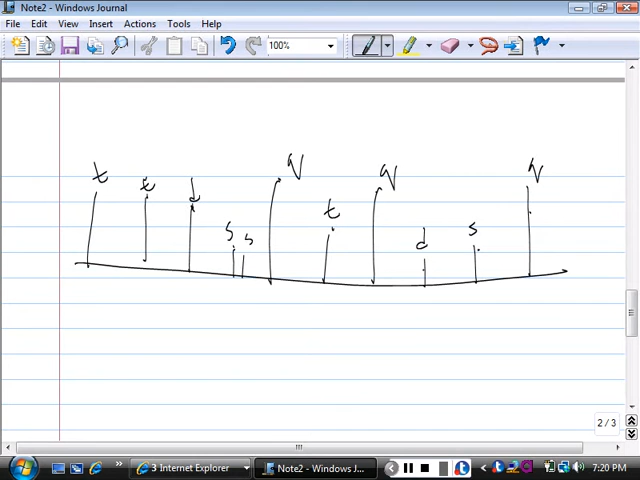 Note2 - Windows Journal
File Edit View Insert Actions Tools Help
100%
t t d s s q t q d s q
2 / 3
3 Internet Explorer
Note2 - Windows J...
7:20 PM